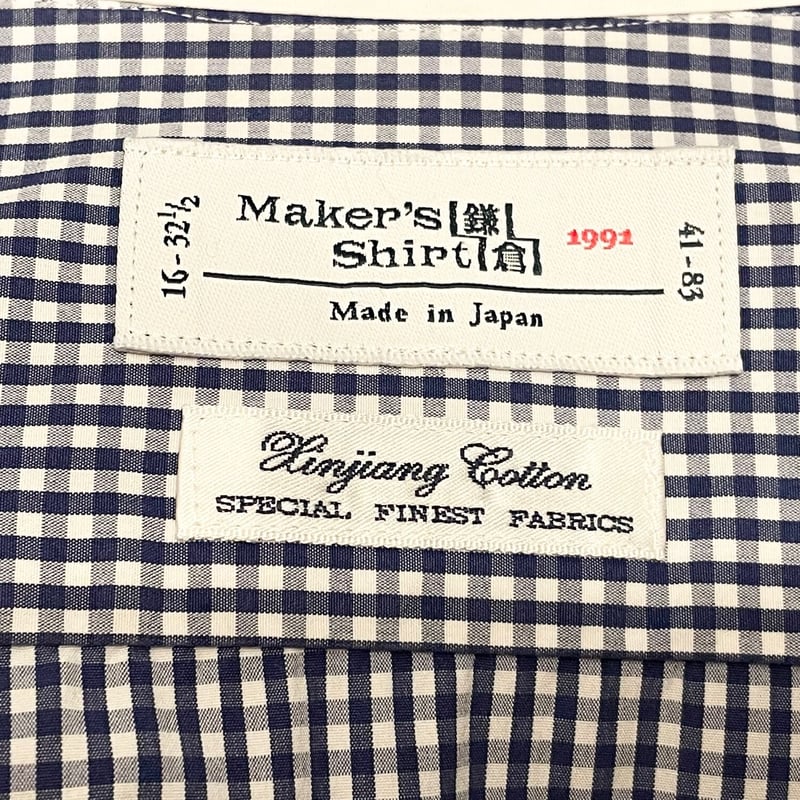 16-32½
Maker's 鎌
Shirt 倉
1991
41-83
Made in Japan
Xinjiang Cotton
SPECIAL FINEST FABRICS